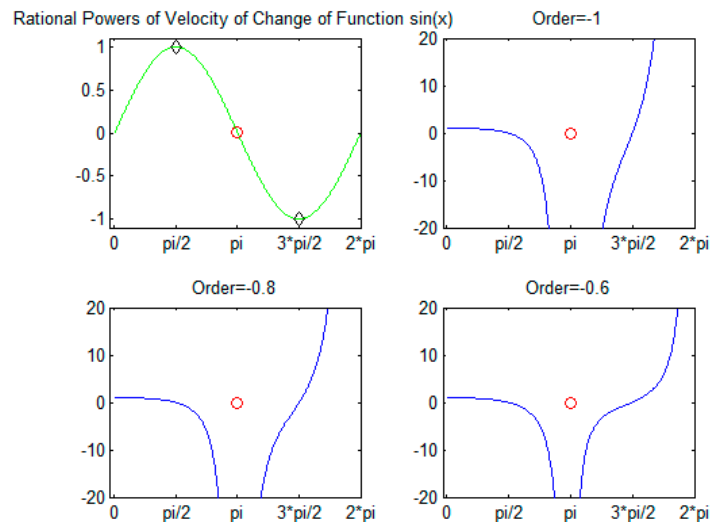 Rational Powers of Velocity of Change of Function sin(x)
1
0.5
0
-0.5
-1
0 pi/2 pi 3*pi/2 2*pi
Order=-1
20
10
0
-10
-20
0 pi/2 pi 3*pi/2 2*pi
Order=-0.8
20
10
0
-10
-20
0 pi/2 pi 3*pi/2 2*pi
Order=-0.6
20
10
0
-10
-20
0 pi/2 pi 3*pi/2 2*pi